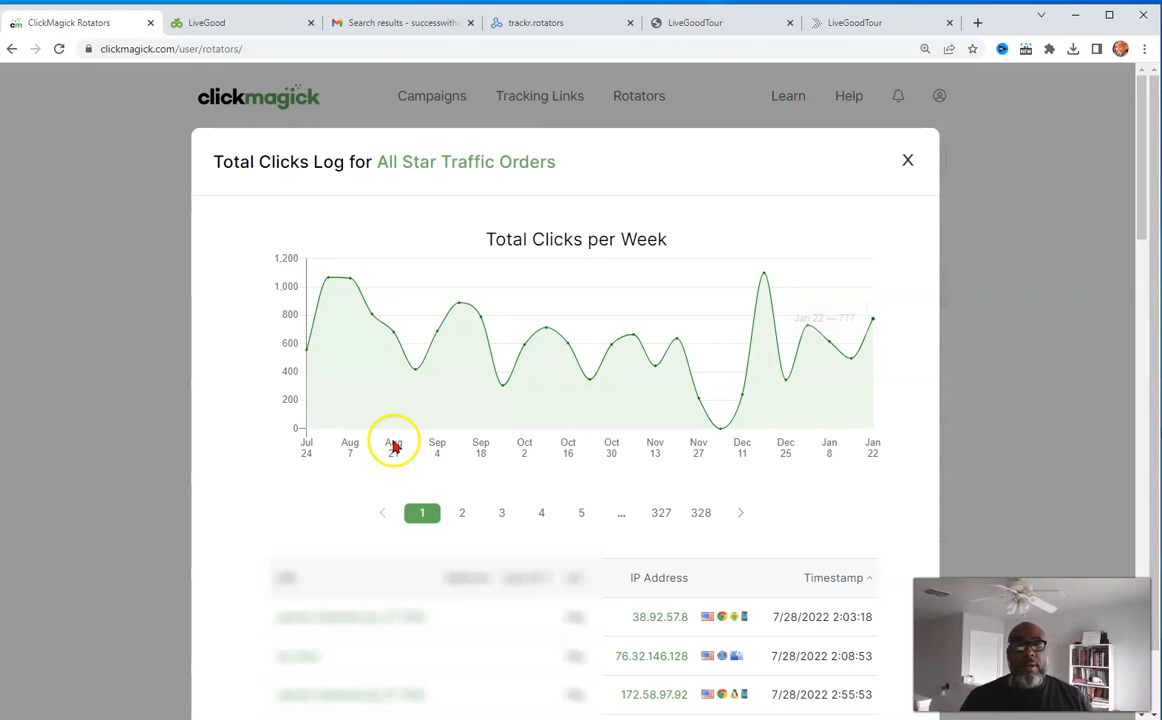 ClickMagick Rotators
LiveGood
Search results - successwith
trackr.rotators
LiveGoodTour
LiveGoodTour
clickmagick.com/user/rotators/
clickmagick
Campaigns
Tracking Links
Rotators
Learn
Help
Total Clicks Log for All Star Traffic Orders
X
Total Clicks per Week
1,200
1,000
800
600
400
200
0
Jan 22 — 777
Jul 24
Aug 7
Aug 21
Sep 4
Sep 18
Oct 2
Oct 16
Oct 30
Nov 13
Nov 27
Dec 11
Dec 25
Jan 8
Jan 22
1 2 3 4 5 ... 327 328
IP Address Timestamp
38.92.57.8 7/28/2022 2:03:18
76.32.146.128 7/28/2022 2:08:53
172.58.97.92 7/28/2022 2:55:53